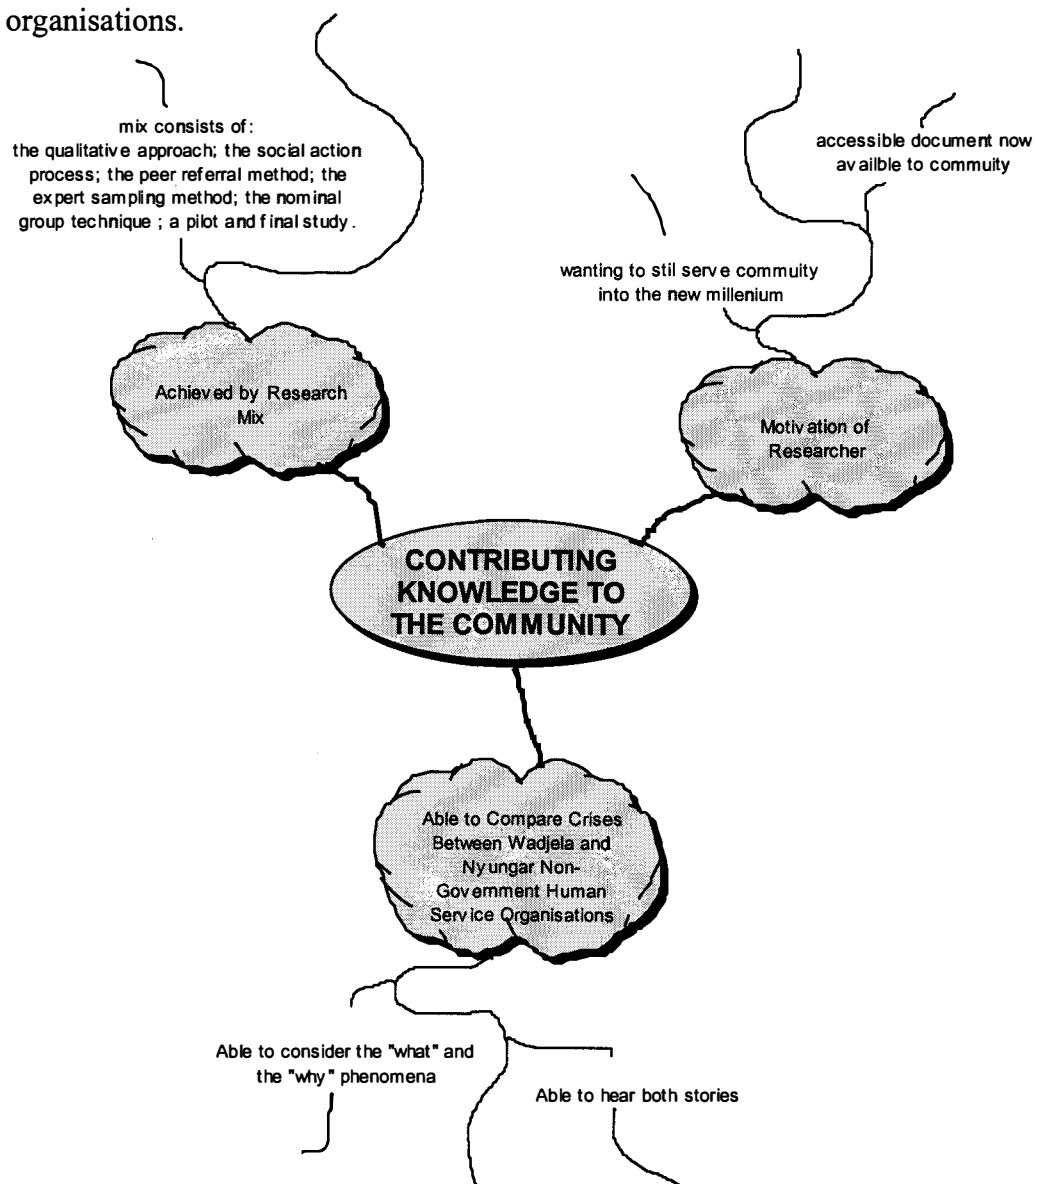 organisations.
mix consists of:
the qualitative approach; the social action
process; the peer referral method; the
expert sampling method; the nominal
group technique ; a pilot and final study.
accessible document now
availble to commuity
wanting to stil serve commuity
into the new millenium
Achieved by Research
Mix
Motivation of
Researcher
CONTRIBUTING
KNOWLEDGE TO
THE COMMUNITY
Able to Compare Crises
Between Wadjela and
Nyungar Non-
Government Human
Service Organisations
Able to consider the "what" and
the "why" phenomena
Able to hear both stories